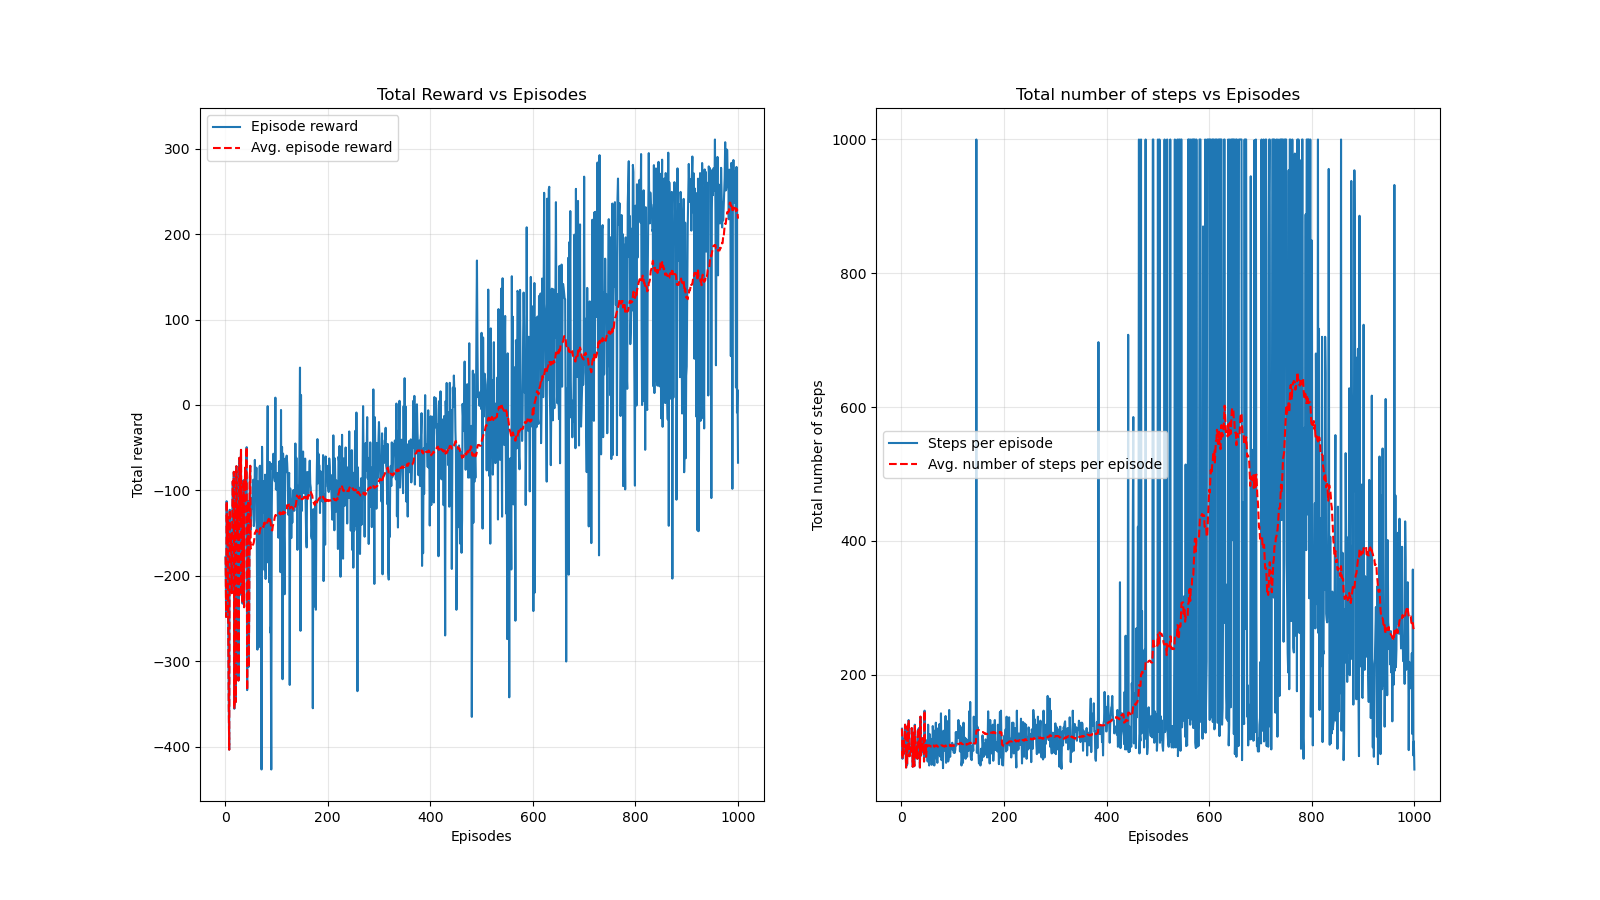 Total Reward vs Episodes
Episode reward
Avg. episode reward
300
200
100
0
−100
−200
−300
−400
Total reward
0
200
400
600
800
1000
Episodes
Total number of steps vs Episodes
1000
800
600
400
200
Total number of steps
Steps per episode
Avg. number of steps per episode
0
200
400
600
800
1000
Episodes